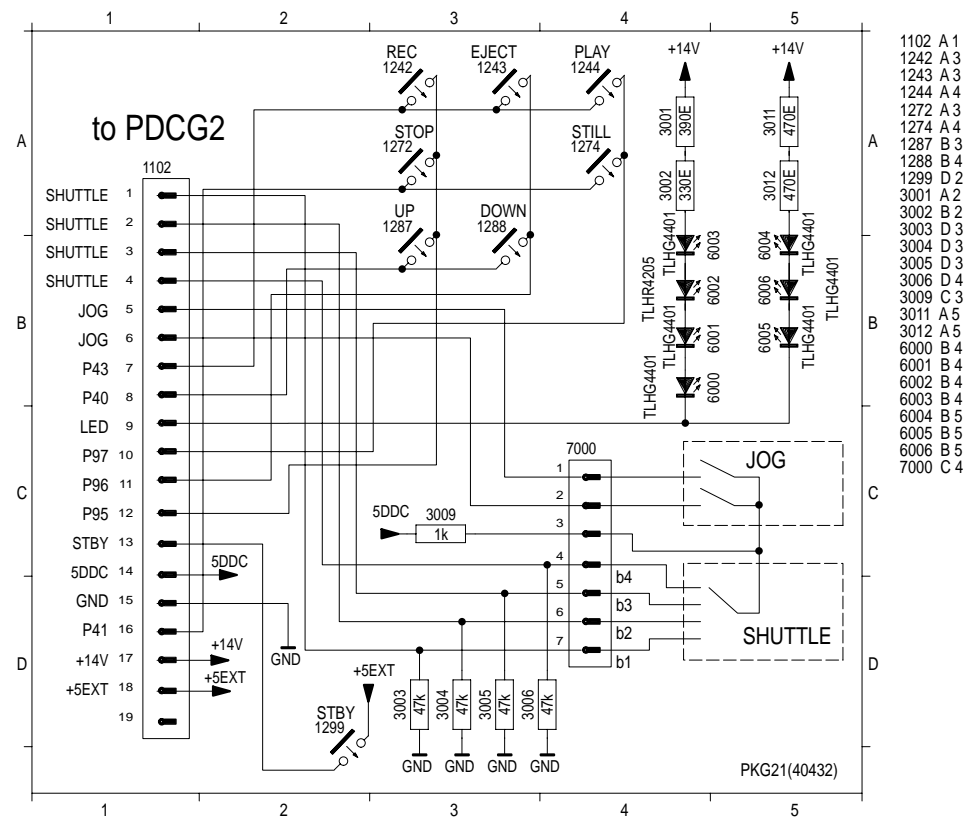 1 2 3 4 5
REC EJECT PLAY +14V +14V
1242 1243 1244
3001 390E 3011 470E
A A
to PDCG2
STOP STILL
1272 1274
1102
3002 330E 3012 470E
SHUTTLE 1
UP DOWN
1287 1288
SHUTTLE 2
TLHG4401 6003 6004 TLHG4401
SHUTTLE 3
TLHR4205 6002 6006 TLHG4401
SHUTTLE 4
JOG 5
B B
TLHG4401 6001 6005 TLHG4401
JOG 6
P43 7
TLHG4401 6000
P40 8
LED 9
P97 10
7000
1 JOG
P96 11
C C
2
P95 12
5DDC 3009 1k 3
STBY 13
4
5DDC 14 5DDC
b4
5
GND 15
b3
6
P41 16
b2
SHUTTLE
7
GND
+14V 17 +14V
b1
D D
+5EXT 18 +5EXT
+5EXT
3003 47k 3004 47k 3005 47k 3006 47k
STBY
1299
19
GND GND GND GND
PKG21(40432)
1 2 3 4 5
1102 A 1
1242 A 3
1243 A 3
1244 A 4
1272 A 3
1274 A 4
1287 B 3
1288 B 4
1299 D 2
3001 A 2
3002 B 2
3003 D 3
3004 D 3
3005 D 3
3006 D 4
3009 C 3
3011 A 5
3012 A 5
6000 B 4
6001 B 4
6002 B 4
6003 B 4
6004 B 5
6005 B 5
6006 B 5
7000 C 4